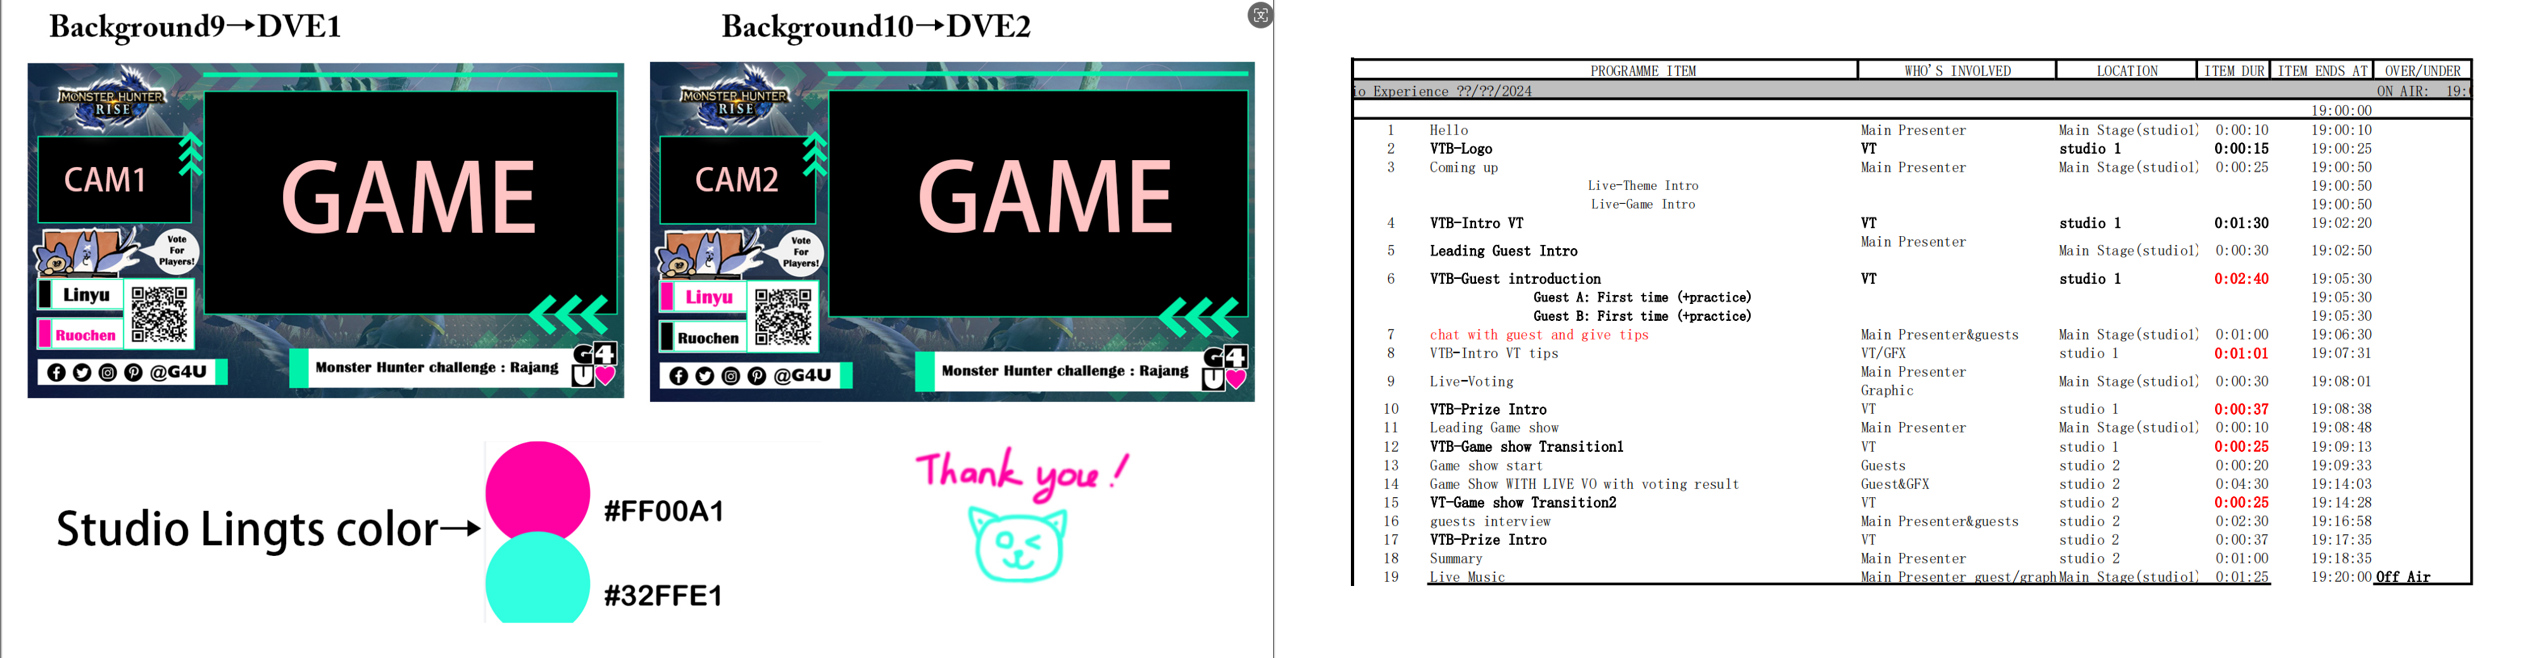 Background9→DVE1
Background10→DVE2
MONSTER HUNTER
RISE
CAM1
GAME
Vote
For
Players!
Linyu
Ruochen
@G4U
Monster Hunter challenge : Rajang
G4
U
MONSTER HUNTER
RISE
CAM2
GAME
Vote
For
Players!
Linyu
Ruochen
@G4U
Monster Hunter challenge : Rajang
G4
U
Studio Lingts color→
#FF00A1
#32FFE1
Thank you!
PROGRAMME ITEM WHO'S INVOLVED LOCATION ITEM DUR ITEM ENDS AT OVER/UNDER
io Experience ??/??/2024 ON AIR: 19:
19:00:00
1 Hello Main Presenter Main Stage(studio1) 0:00:10 19:00:10
2 VTB-Logo VT studio 1 0:00:15 19:00:25
3 Coming up Main Presenter Main Stage(studio1) 0:00:25 19:00:50
Live-Theme Intro 19:00:50
Live-Game Intro 19:00:50
4 VTB-Intro VT VT studio 1 0:01:30 19:02:20
5 Leading Guest Intro Main Presenter Main Stage(studio1) 0:00:30 19:02:50
6 VTB-Guest introduction VT studio 1 0:02:40 19:05:30
Guest A: First time (+practice) 19:05:30
Guest B: First time (+practice) 19:05:30
7 chat with guest and give tips Main Presenter&guests Main Stage(studio1) 0:01:00 19:06:30
8 VTB-Intro VT tips VT/GFX studio 1 0:01:01 19:07:31
9 Live-Voting Main Presenter Graphic Main Stage(studio1) 0:00:30 19:08:01
10 VTB-Prize Intro VT studio 1 0:00:37 19:08:38
11 Leading Game show Main Presenter Main Stage(studio1) 0:00:10 19:08:48
12 VTB-Game show Transition1 VT studio 1 0:00:25 19:09:13
13 Game show start Guests studio 2 0:00:20 19:09:33
14 Game Show WITH LIVE VO with voting result Guest&GFX studio 2 0:04:30 19:14:03
15 VT-Game show Transition2 VT studio 2 0:00:25 19:14:28
16 guests interview Main Presenter&guests studio 2 0:02:30 19:16:58
17 VTB-Prize Intro VT studio 2 0:00:37 19:17:35
18 Summary Main Presenter studio 2 0:01:00 19:18:35
19 Live Music Main Presenter guest/graph Main Stage(studio1) 0:01:25 19:20:00 Off Air